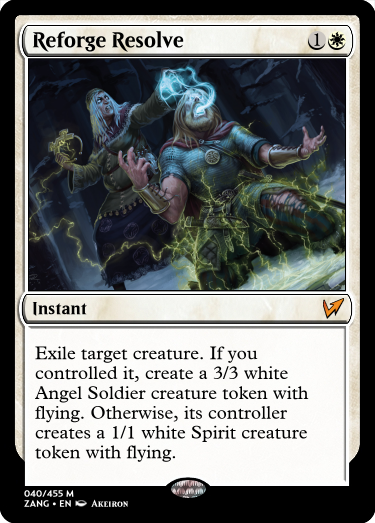 Reforge Resolve 1
Instant
Exile target creature. If you
controlled it, create a 3/3 white
Angel Soldier creature token with
flying. Otherwise, its controller
creates a 1/1 white Spirit creature
token with flying.
040/455 M
ZANG • EN Akeiron